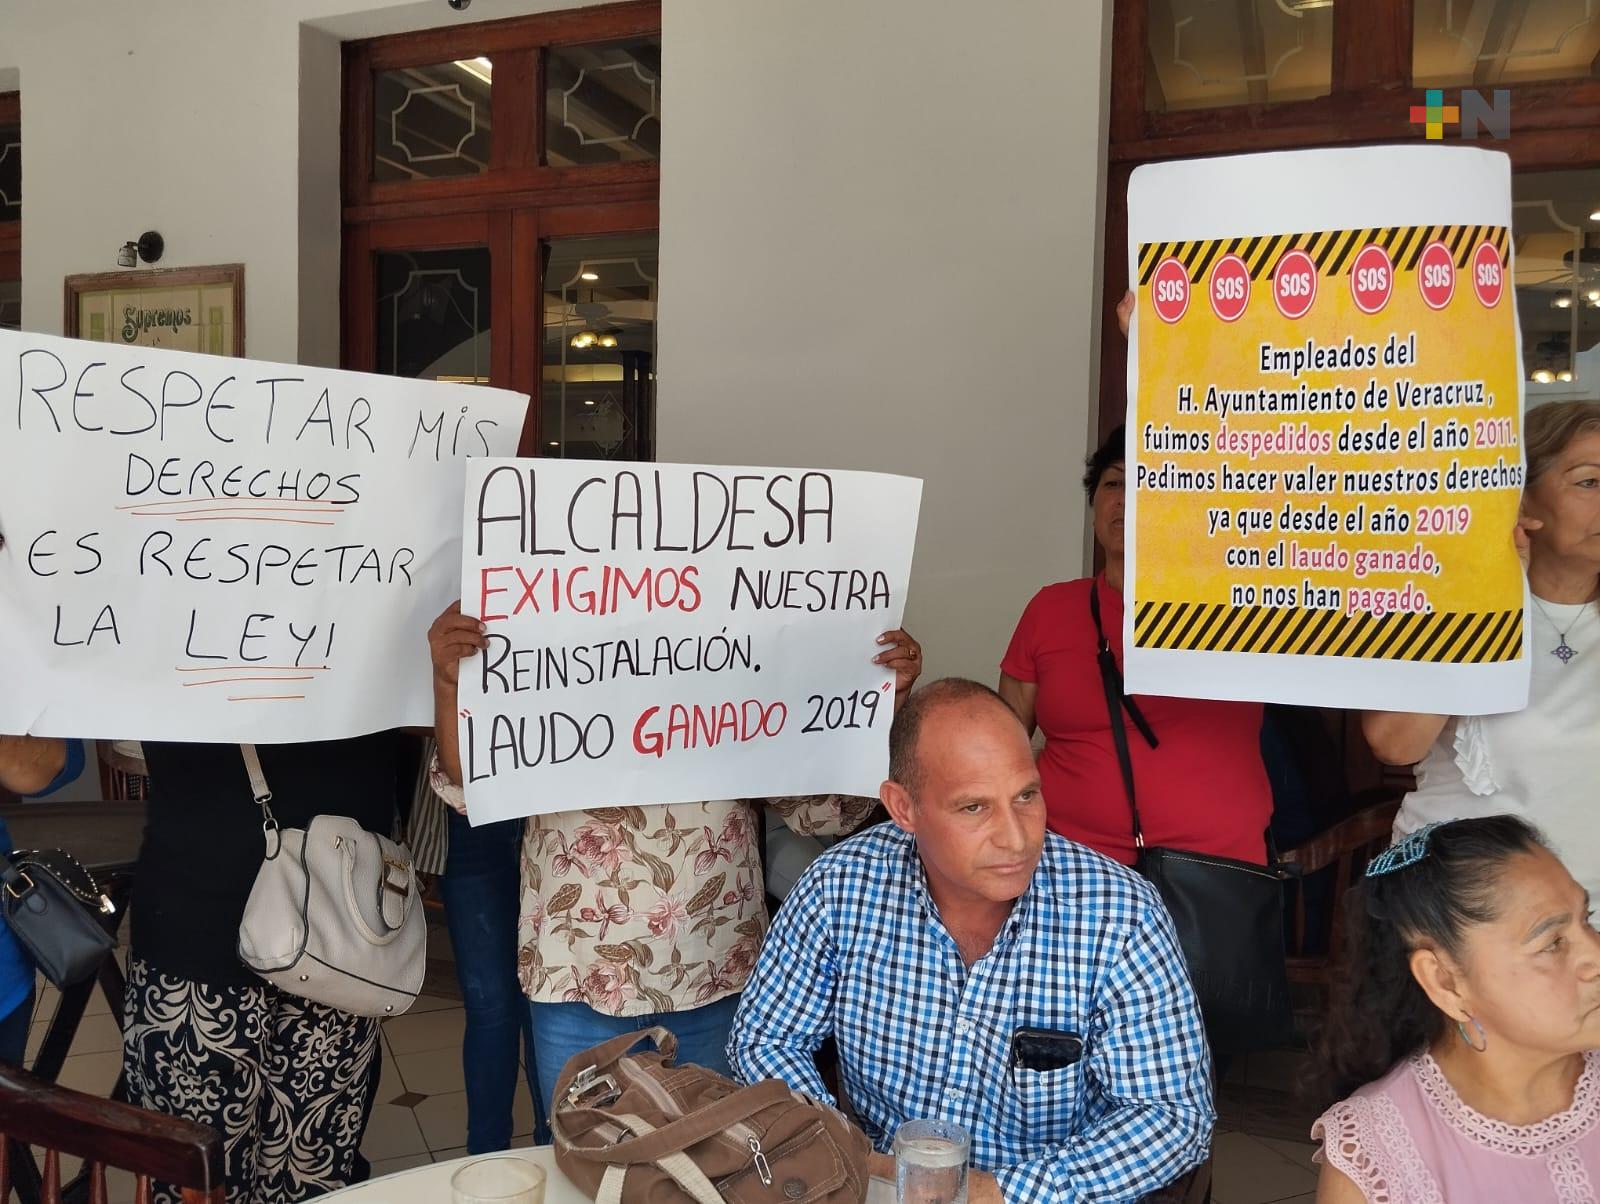 +N
Supremos
LA
RESPETAR MiS
DERECHOS
ES RESPETAR
LA LEY!
ALCALDESA
EXIGIMOS NUESTRA
REINSTALACIÓN.
"LAUDO GANADO 2019"
SOS SOS SOS SOS SOS SOS
Empleados del
H. Ayuntamiento de Veracruz,
fuimos despedidos desde el año 2011.
Pedimos hacer valer nuestros derechos
ya que desde el año 2019
con el laudo ganado,
no nos han pagado.